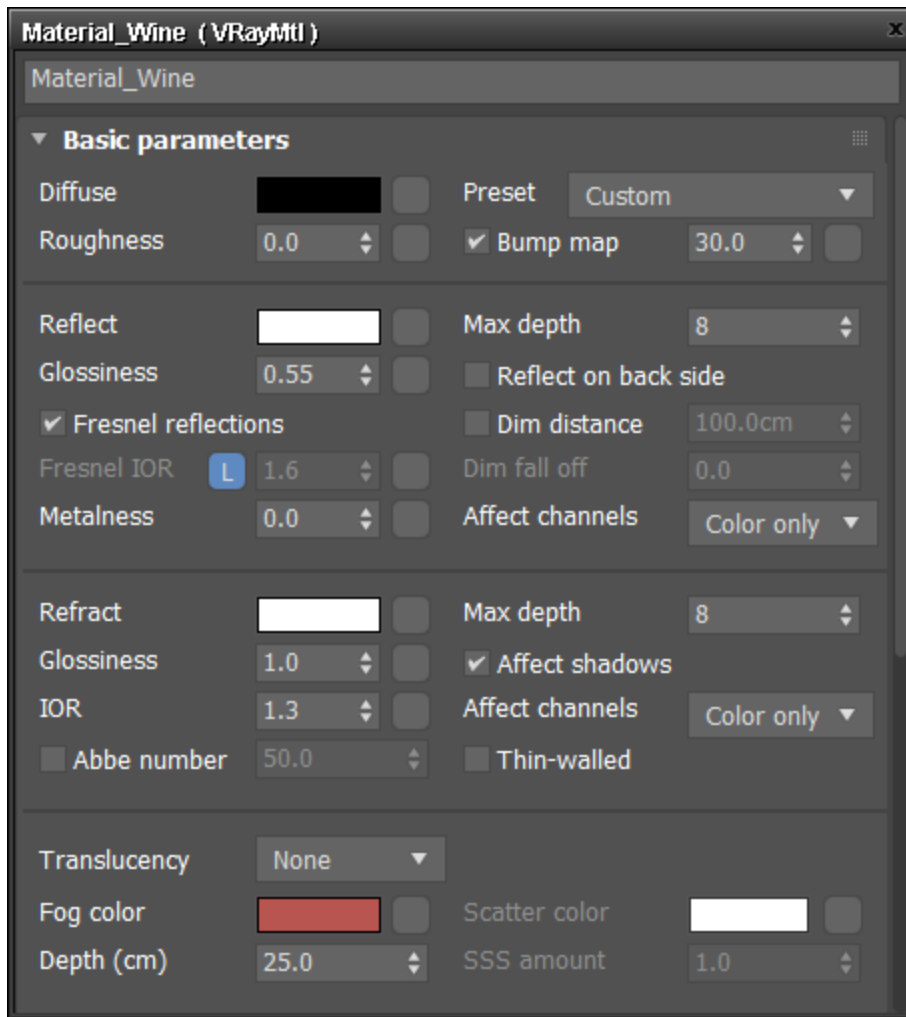 Material_Wine ( VRayMtl )
x
Material_Wine
Basic parameters
Diffuse
Preset Custom
Roughness 0.0
Bump map 30.0
Reflect
Max depth 8
Glossiness 0.55
Reflect on back side
Fresnel reflections
Dim distance 100.0cm
Fresnel IOR L 1.6
Dim fall off 0.0
Metalness 0.0
Affect channels Color only
Refract
Max depth 8
Glossiness 1.0
Affect shadows
IOR 1.3
Affect channels Color only
Abbe number 50.0
Thin-walled
Translucency None
Fog color
Scatter color
Depth (cm) 25.0
SSS amount 1.0